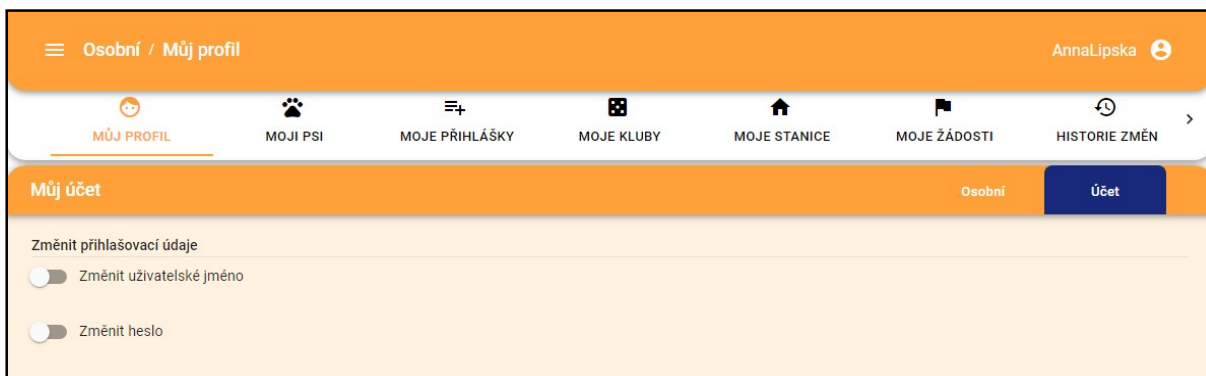 Osobní / Můj profil
AnnaLipska
MŮJ PROFIL
MOJI PSI
MOJE PŘIHLÁŠKY
MOJE KLUBY
MOJE STANICE
MOJE ŽÁDOSTI
HISTORIE ZMĚN
Můj účet
Osobní
Účet
Změnit přihlašovací údaje
Změnit uživatelské jméno
Změnit heslo